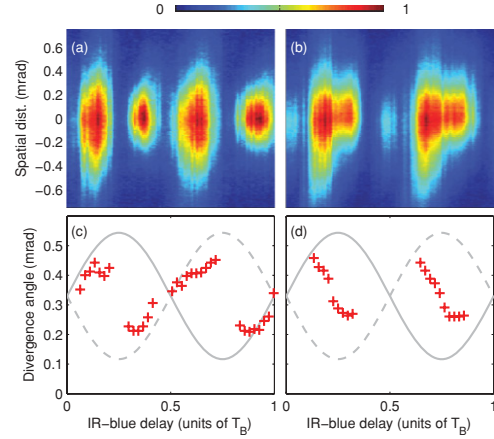 0 1
(a) (b)
Spatial dist. (mrad)
0.6
0.4
0.2
0
−0.2
−0.4
−0.6
(c) (d)
Divergence angle (mrad)
0.6
0.5
0.4
0.3
0.2
0.1
0 0.5 1 0 0.5 1
IR−blue delay (units of T_B) IR−blue delay (units of T_B)